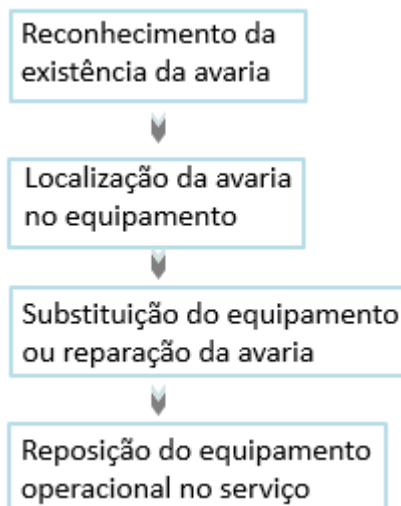 Reconhecimento da
existência da avaria
Localização da avaria
no equipamento
Substituição do equipamento
ou reparação da avaria
Reposição do equipamento
operacional no serviço